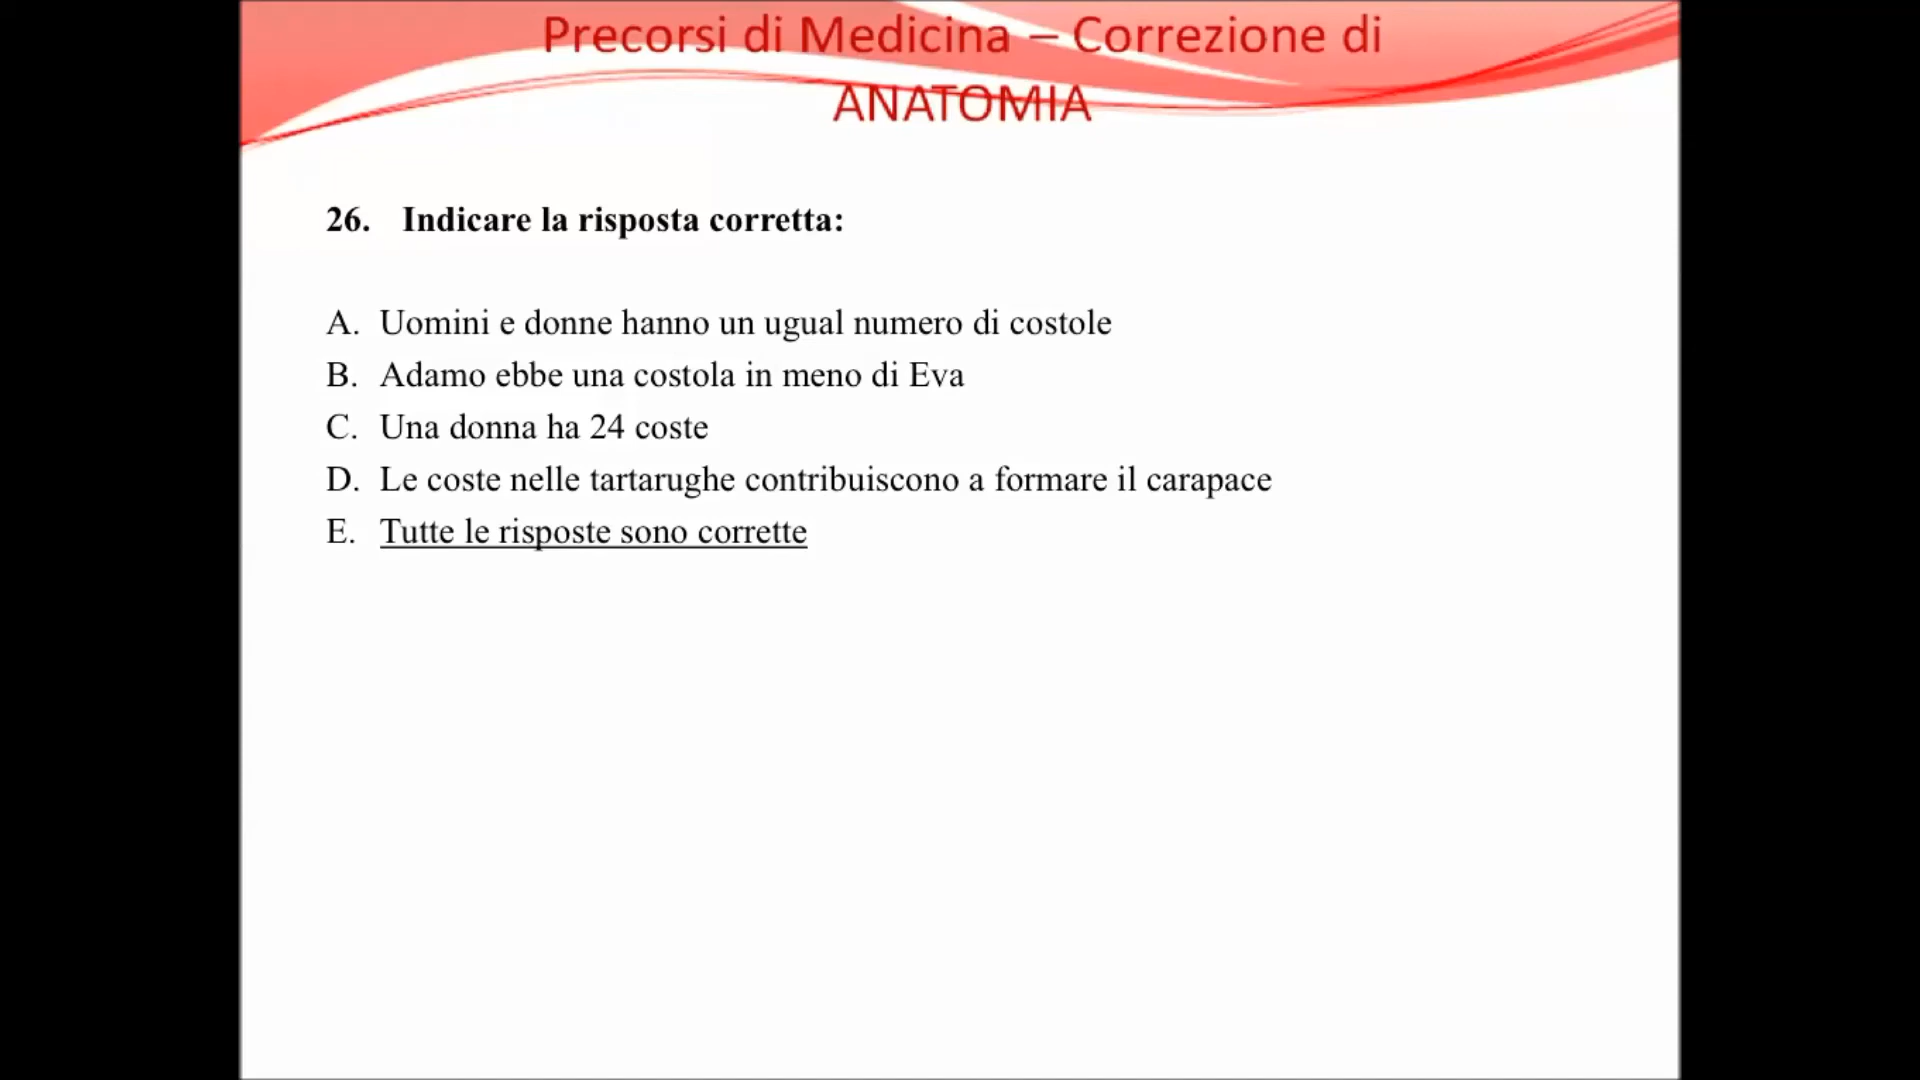 Precorsi di Medicina – Correzione di
ANATOMIA
26. Indicare la risposta corretta:
A. Uomini e donne hanno un ugual numero di costole
B. Adamo ebbe una costola in meno di Eva
C. Una donna ha 24 coste
D. Le coste nelle tartarughe contribuiscono a formare il carapace
E. Tutte le risposte sono corrette